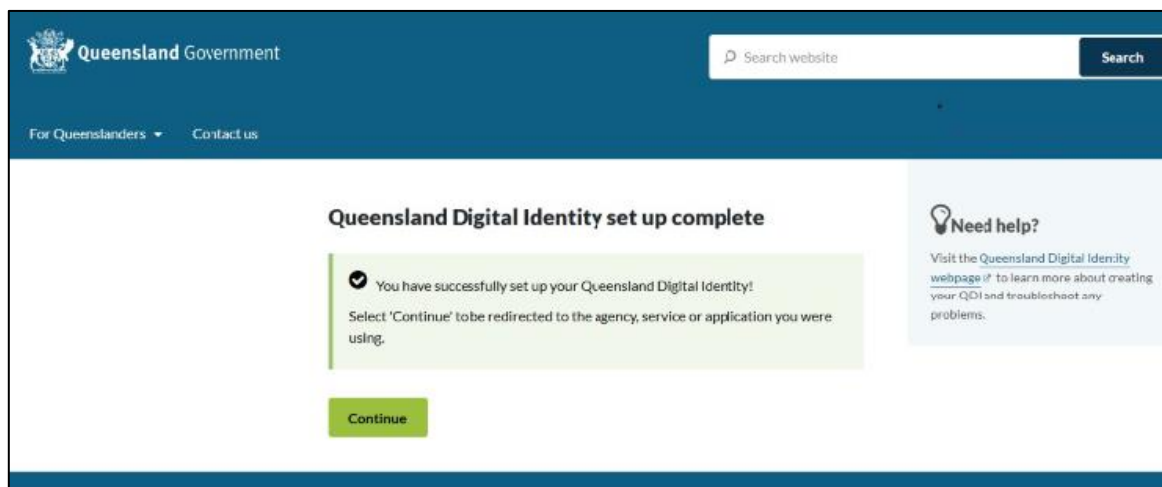 Queensland Government
Search website
Search
For Queenslanders
Contact us
Queensland Digital Identity set up complete
You have successfully set up your Queensland Digital Identity!
Select 'Continue' to be redirected to the agency, service or application you were
using.
Continue
Need help?
Visit the Queensland Digital Identity
webpage to learn more about creating
your QDI and troubleshoot any
problems.